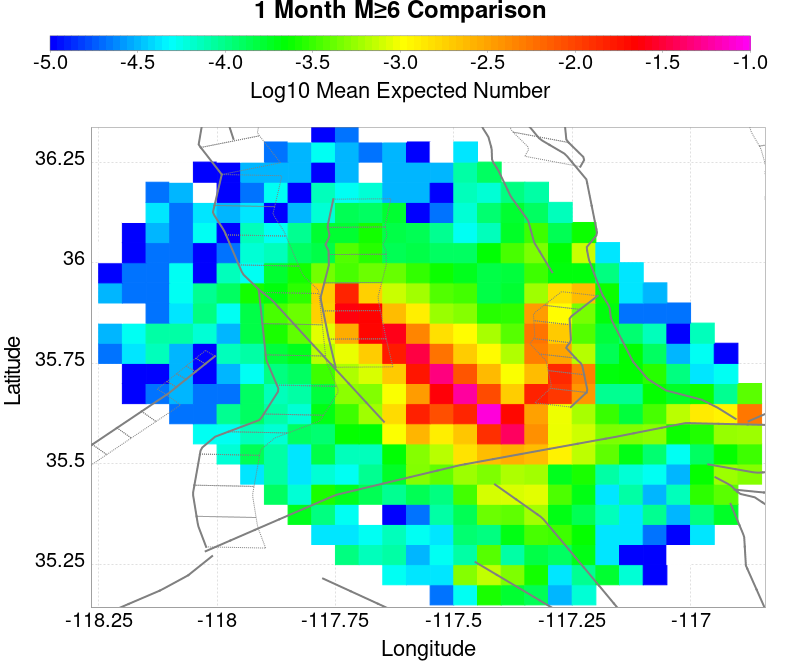 1 Month M≥6 Comparison
-5.0 -4.5 -4.0 -3.5 -3.0 -2.5 -2.0 -1.5 -1.0
Log10 Mean Expected Number
36.25
36
35.75
35.5
35.25
Latitude
-118.25 -118 -117.75 -117.5 -117.25 -117
Longitude